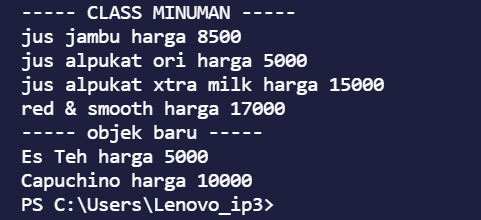 ----- CLASS MINUMAN -----
jus jambu harga 8500
jus alpukat ori harga 5000
jus alpukat xtra milk harga 15000
red & smooth harga 17000
----- objek baru -----
Es Teh harga 5000
Capuchino harga 10000
PS C:\Users\Lenovo_ip3>